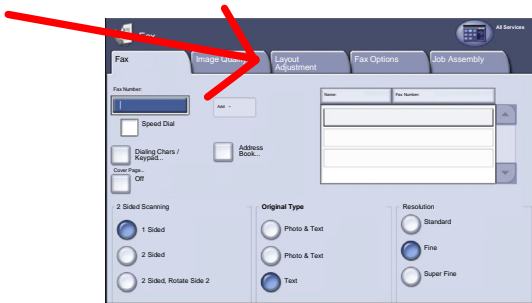 Fax
All Services
Fax
Image Quality
Layout
Adjustment
Fax Options
Job Assembly
Fax Number:
Add
Name:
Fax Number:
Speed Dial
Dialing Chars /
Keypad...
Address
Book...
Cover Page...
Off
2 Sided Scanning
Original Type
Resolution
1 Sided
Photo & Text
Standard
2 Sided
Photo & Text
Fine
2 Sided, Rotate Side 2
Text
Super Fine